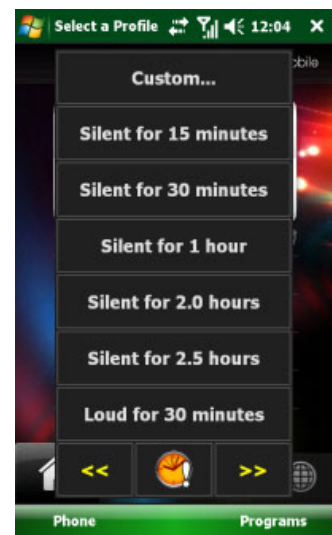 Select a Profile 12:04
obile
Custom...
Silent for 15 minutes
Silent for 30 minutes
Silent for 1 hour
Silent for 2.0 hours
Silent for 2.5 hours
Loud for 30 minutes
<< >>
Phone Programs